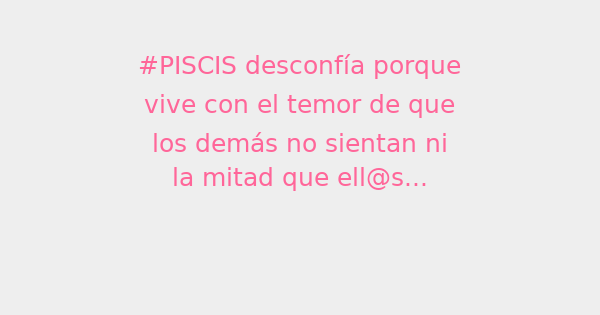 #PISCIS desconfía porque
vive con el temor de que
los demás no sientan ni
la mitad que ell@s...